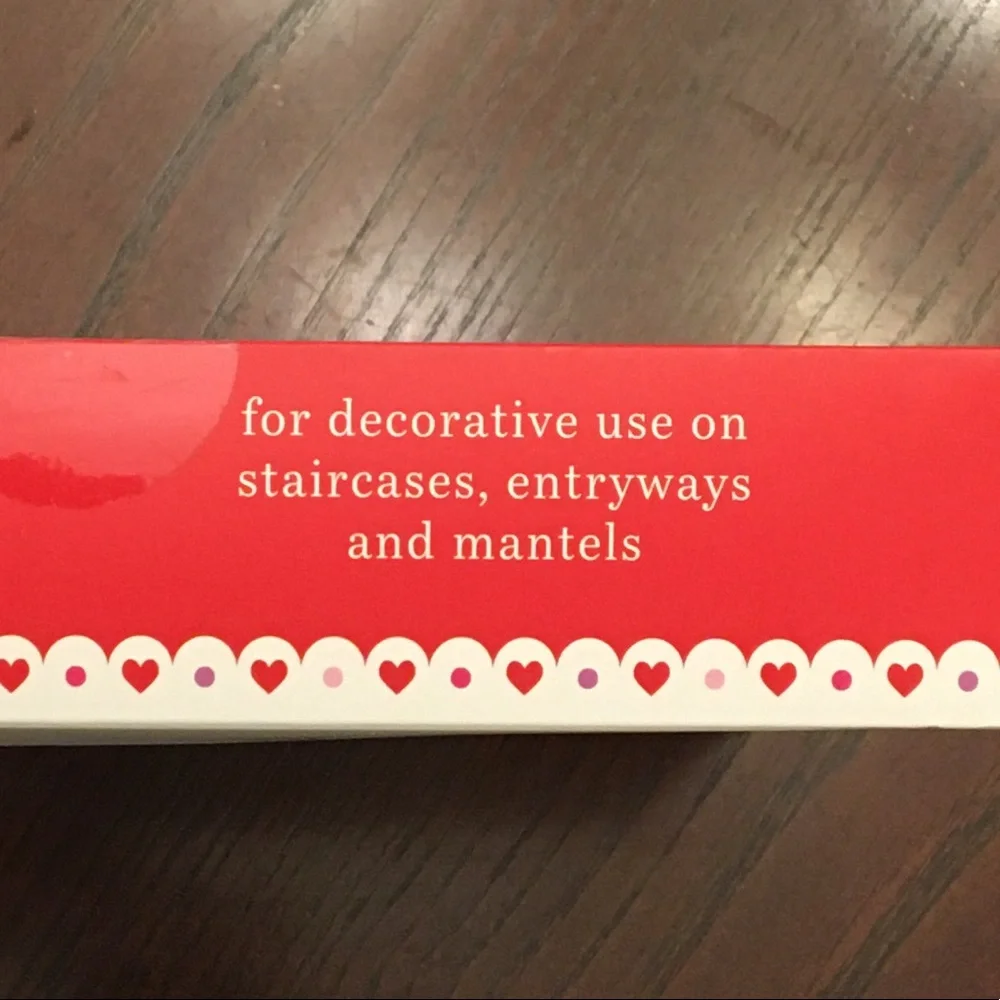 for decorative use on
staircases, entryways
and mantels